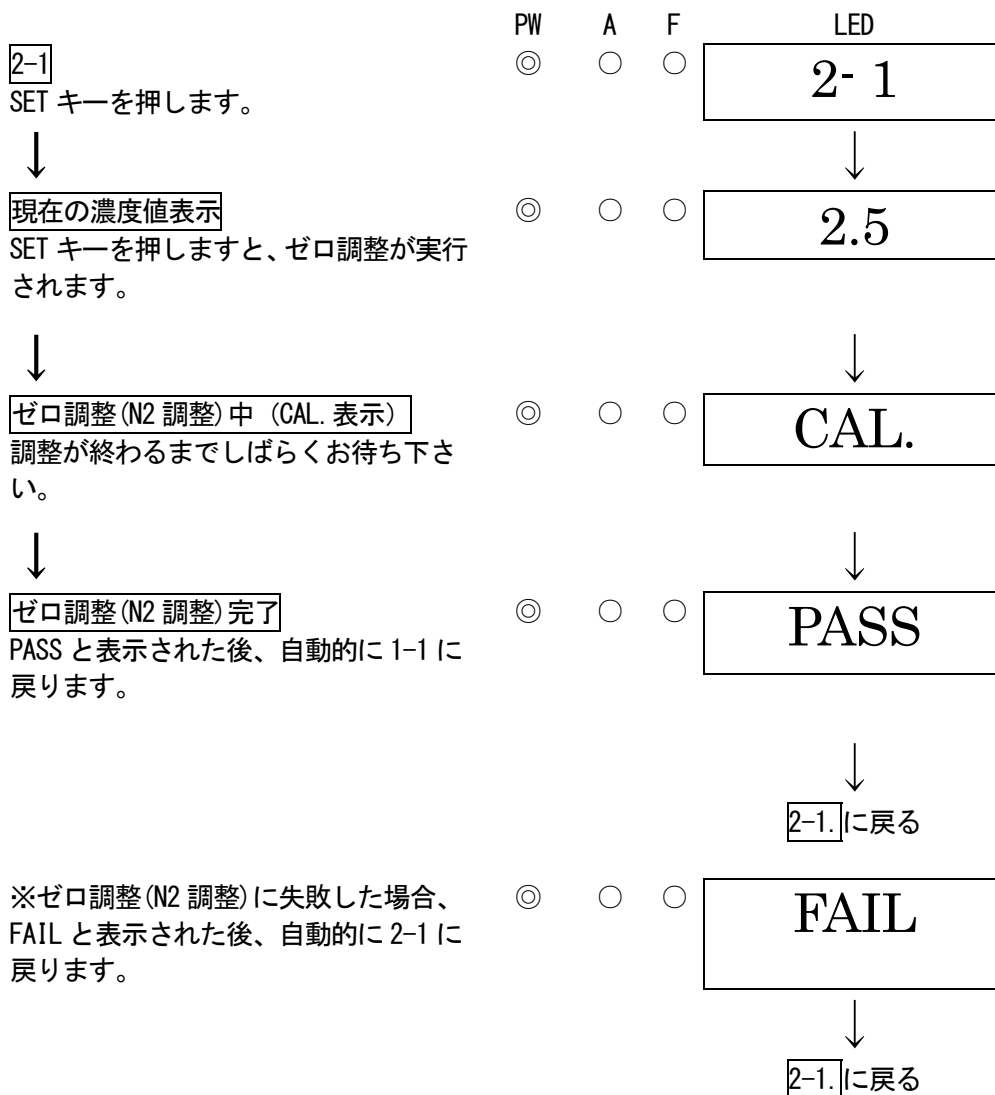 PW A F LED
2-1 ◎ ○ ○ 2- 1
SET キーを押します。
↓ ↓
現在の濃度値表示 ◎ ○ ○ 2.5
SET キーを押しますと、ゼロ調整が実行
されます。
↓ ↓
ゼロ調整(N2 調整)中 (CAL.表示) ◎ ○ ○ CAL.
調整が終わるまでしばらくお待ち下さ
い。
↓ ↓
ゼロ調整(N2 調整)完了 ◎ ○ ○ PASS
PASS と表示された後、自動的に 1-1 に
戻ります。
↓
2-1.に戻る
※ゼロ調整(N2 調整)に失敗した場合、 ◎ ○ ○ FAIL
FAIL と表示された後、自動的に 2-1 に
戻ります。
↓
2-1.に戻る